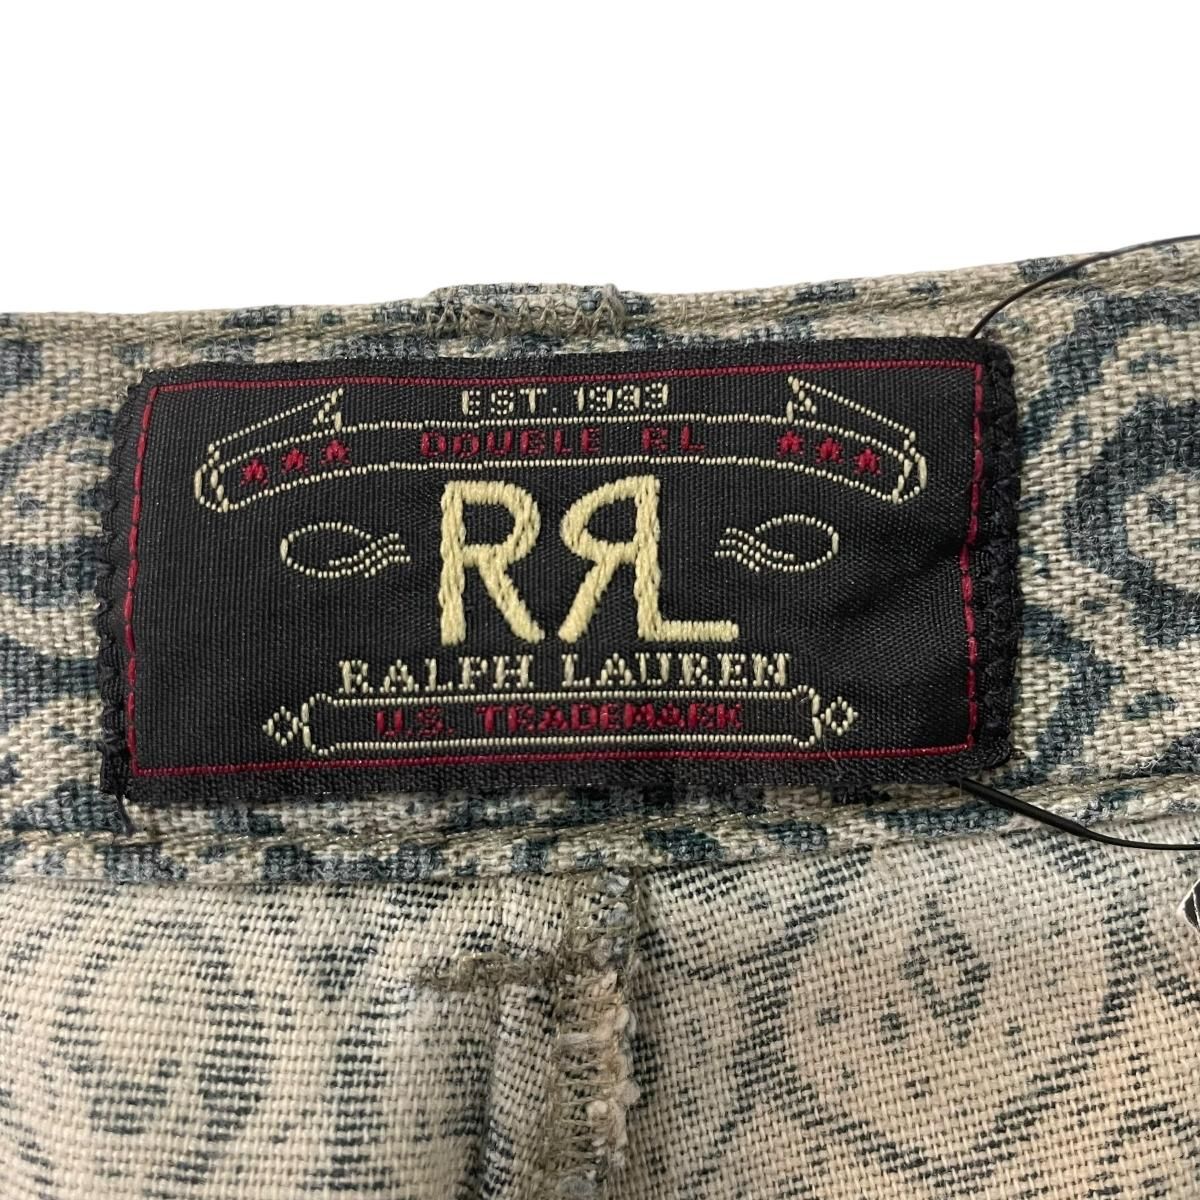 EST. 1993
★★★ DOUBLE RL ★★★
RRL
RALPH LAUREN
U.S. TRADEMARK